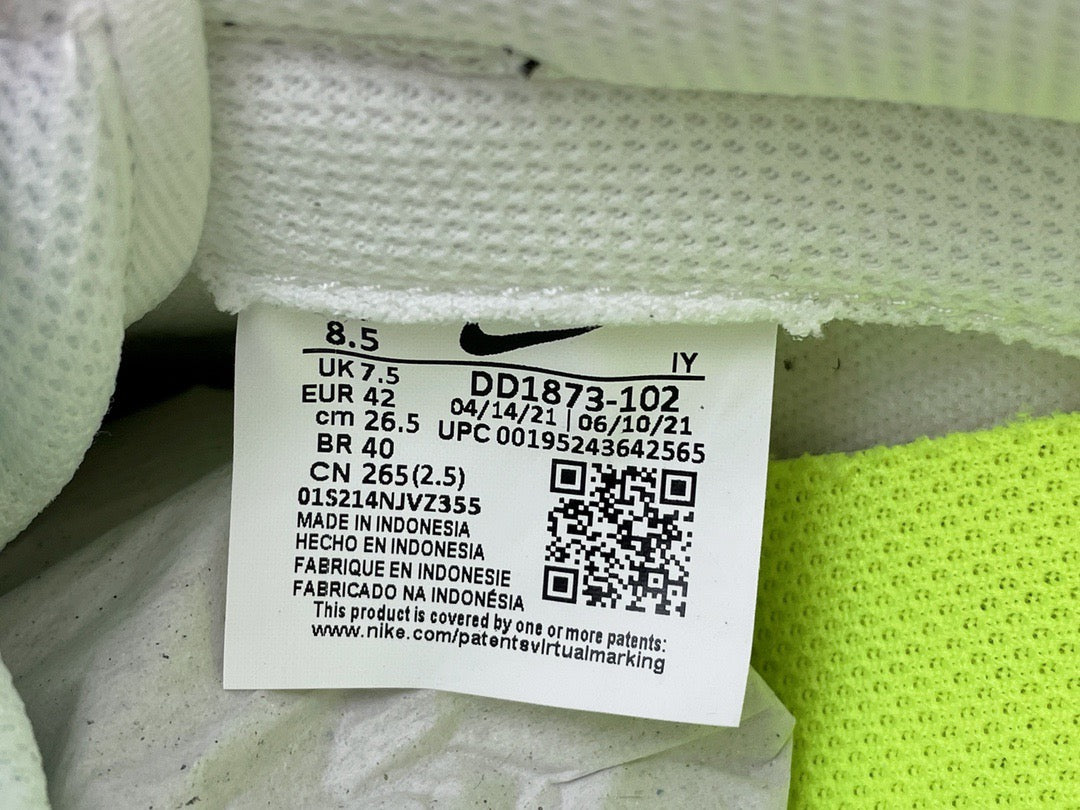 8.5
IY
UK 7.5
EUR 42
cm 26.5
BR 40
CN 265(2.5)
DD1873-102
04/14/21 | 06/10/21
UPC 00195243642565
01S214NJVZ355
MADE IN INDONESIA
HECHO EN INDONESIA
FABRIQUE EN INDONESIE
FABRICADO NA INDONÉSIA
This product is covered by one or more patents:
www.nike.com/patentsvirtualmarking